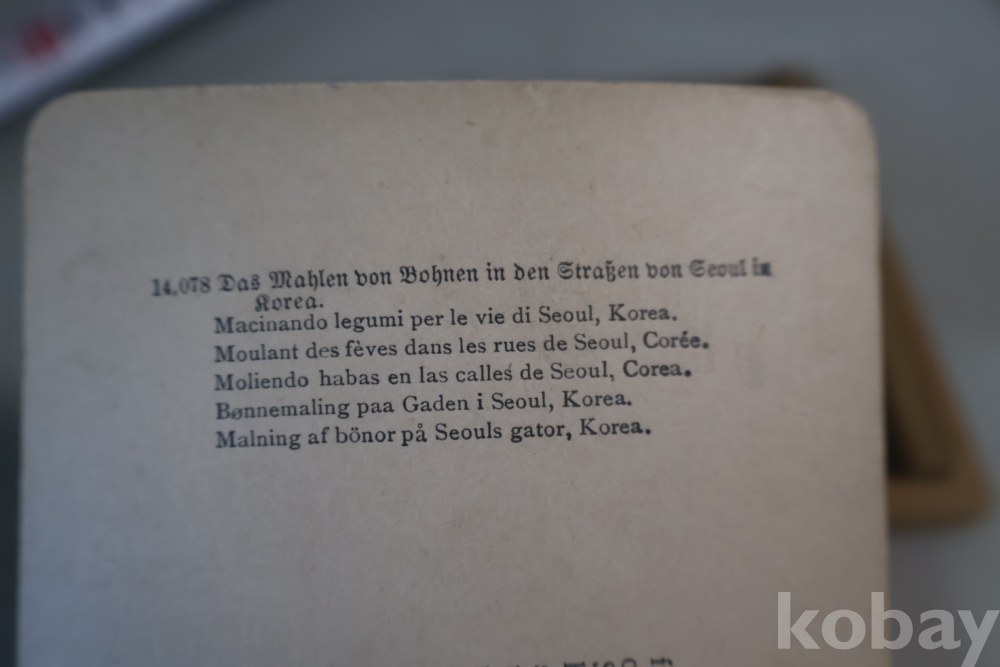 14,078 Das Mahlen von Bohnen in den Straßen von Seoul in
Korea.
Macinando legumi per le vie di Seoul, Korea.
Moulant des fèves dans les rues de Seoul, Corée.
Moliendo habas en las calles de Seoul, Corea.
Bønnemaling paa Gaden i Seoul, Korea.
Malning af bönor på Seouls gator, Korea.
kobay